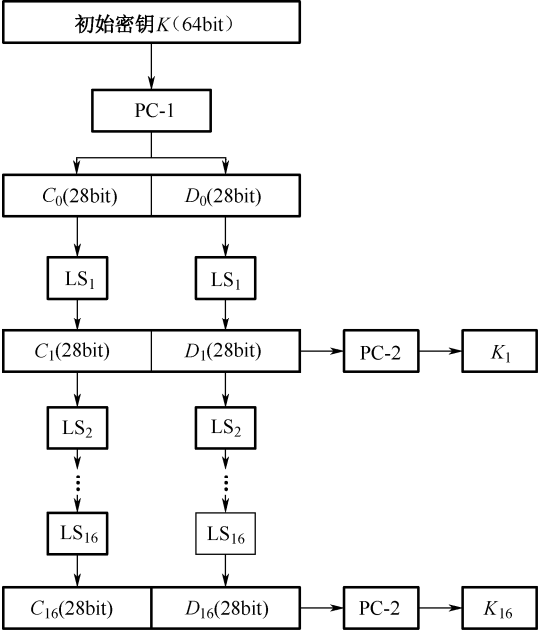 初始密钥K（64bit）
PC-1
C₀(28bit) D₀(28bit)
LS₁ LS₁
C₁(28bit) D₁(28bit) PC-2 K₁
LS₂ LS₂
LS₁₆ LS₁₆
C₁₆(28bit) D₁₆(28bit) PC-2 K₁₆